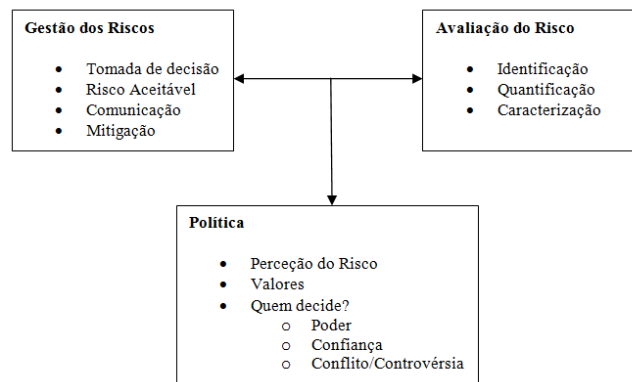 Gestão dos Riscos
• Tomada de decisão
• Risco Aceitável
• Comunicação
• Mitigação
Avaliação do Risco
• Identificação
• Quantificação
• Caracterização
Política
• Perceção do Risco
• Valores
• Quem decide?
o Poder
o Confiança
o Conflito/Controvérsia